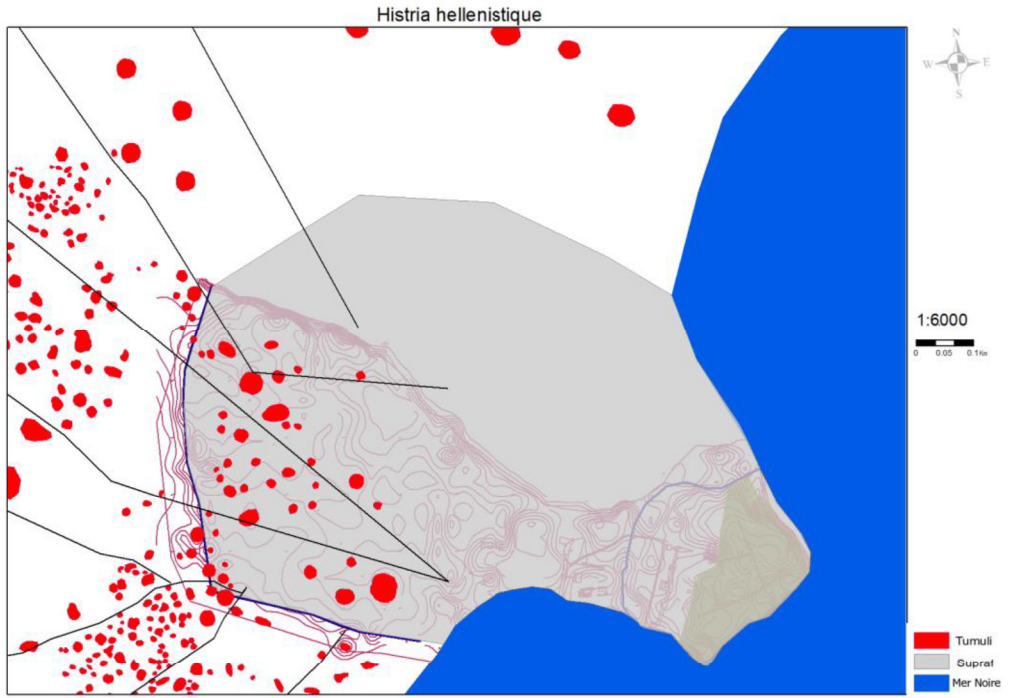 Histria hellenistique
N
W E
S
1:6000
0 0.05 0.1 Km
Tumuli
Supraf
Mer Noire